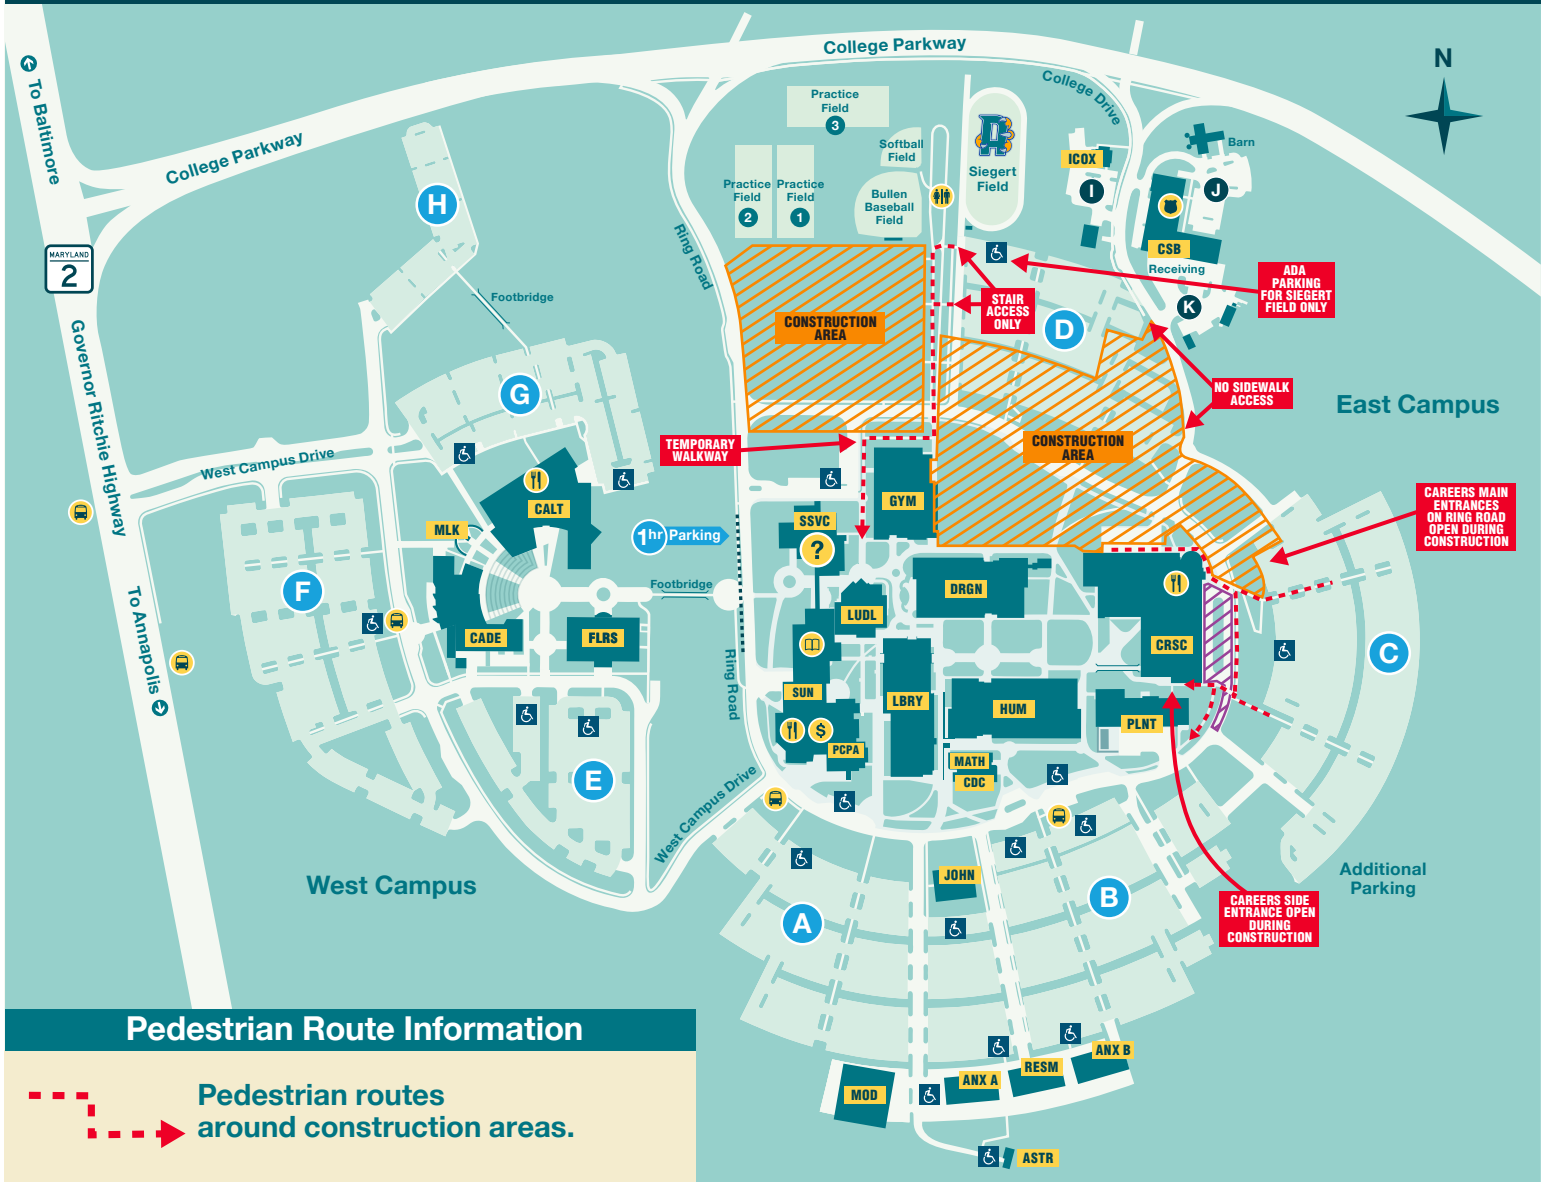 College Parkway
N
To Baltimore
College Drive
Practice
Field
3
Softball
Field
Siegert
Field
ICOX
Barn
College Parkway
I
J
H
Practice
Field
2
Practice
Field
1
Bullen
Baseball
Field
CSB
Receiving
MARYLAND
2
Ring Road
Footbridge
ADA
PARKING
FOR SIEGERT
FIELD ONLY
STAIR
ACCESS
ONLY
K
CONSTRUCTION
AREA
D
Governor Ritchie Highway
G
NO SIDEWALK
ACCESS
East Campus
TEMPORARY
WALKWAY
CONSTRUCTION
AREA
West Campus Drive
CALT
GYM
CAREERS MAIN
ENTRANCES
ON RING ROAD
OPEN DURING
CONSTRUCTION
MLK
SSVC
?
1hr Parking
F
Footbridge
DRGN
LUDL
To Annapolis
CADE
FLRS
CRSC
C
Ring Road
SUN
LBRY
HUM
PLNT
$
PCPA
MATH
CDC
E
West Campus Drive
West Campus
JOHN
Additional
Parking
A
B
CAREERS SIDE
ENTRANCE OPEN
DURING
CONSTRUCTION
Pedestrian Route Information
ANX B
RESM
ANX A
MOD
Pedestrian routes
around construction areas.
ASTR